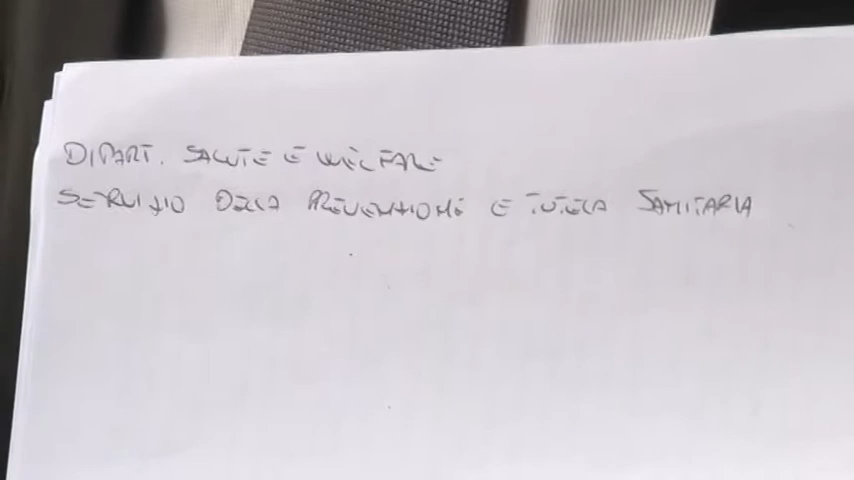 DIPART. SALUTE E WELFARE
SERVIZIO DELLA PREVENZIONE E TUTELA SANITARIA